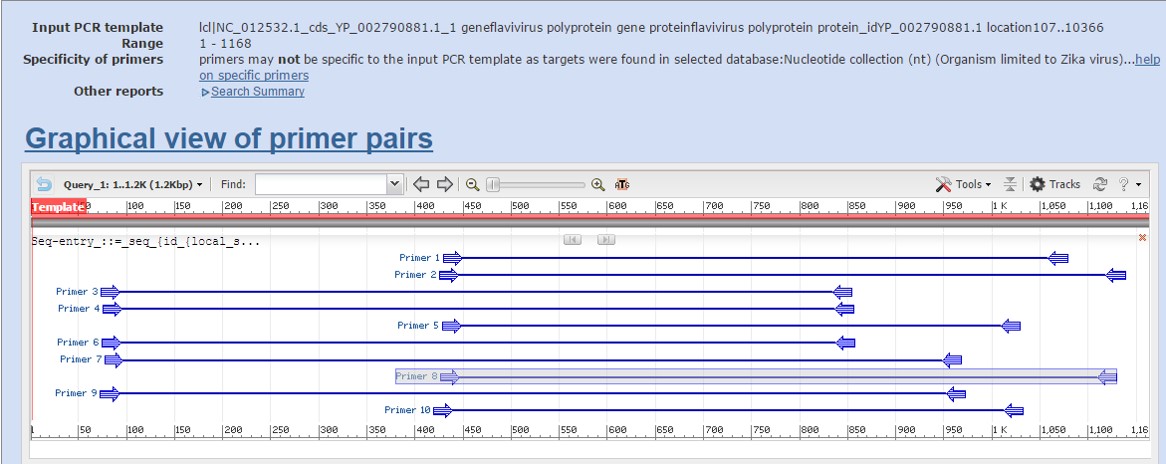 Input PCR template lcl|NC_012532.1_cds_YP_002790881.1_1 geneflavivirus polyprotein gene proteinflavivirus polyprotein protein_idYP_002790881.1 location107..10366
Range 1 - 1168
Specificity of primers primers may not be specific to the input PCR template as targets were found in selected database:Nucleotide collection (nt) (Organism limited to Zika virus)...help
on specific primers
Other reports Search Summary
Graphical view of primer pairs
Query_1: 1..1.2K (1.2Kbp) Find: ATG Tools Tracks ?
Template 50 100 150 200 250 300 350 400 450 500 550 600 650 700 750 800 850 900 950 1 K 1,050 1,100 1,16
Seq-entry_::=_seq_{id_{local_s...
Primer 1
Primer 2
Primer 3
Primer 4
Primer 5
Primer 6
Primer 7
Primer 8
Primer 9
Primer 10
1 50 100 150 200 250 300 350 400 450 500 550 600 650 700 750 800 850 900 950 1 K 1,050 1,100 1,16